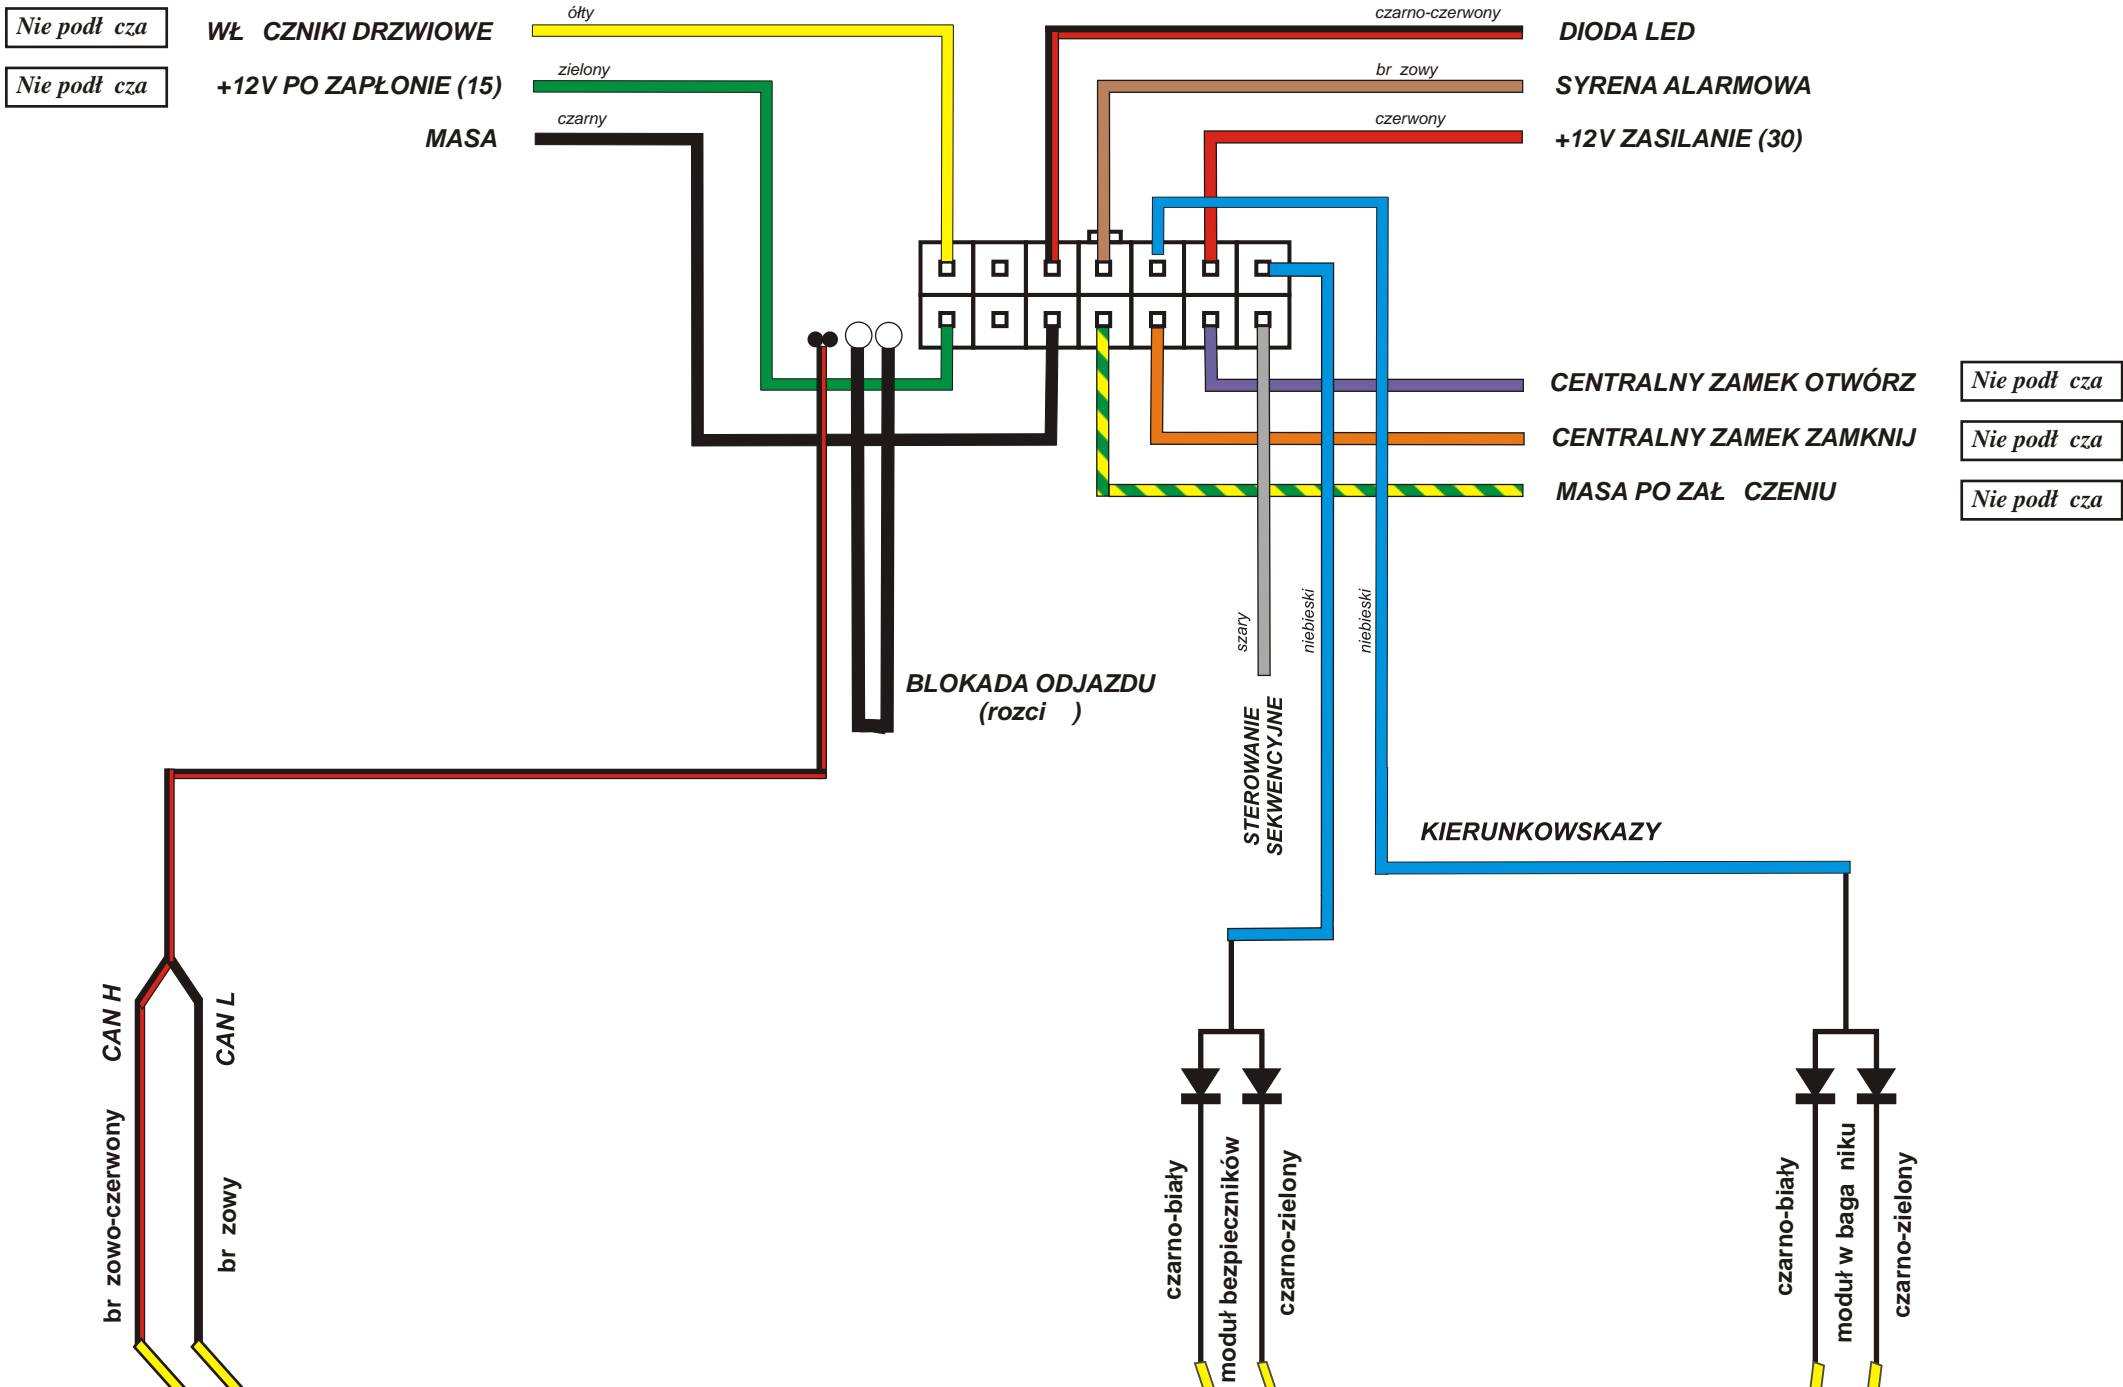 Nie podł cza
WŁ CZNIKI DRZWIOWE
ółty
czarno-czerwony
DIODA LED
Nie podł cza
+12V PO ZAPŁONIE (15)
zielony
br zowy
SYRENA ALARMOWA
MASA
czarny
czerwony
+12V ZASILANIE (30)
CENTRALNY ZAMEK OTWÓRZ
Nie podł cza
CENTRALNY ZAMEK ZAMKNIJ
Nie podł cza
MASA PO ZAŁ CZENIU
Nie podł cza
szary
niebieski
niebieski
BLOKADA ODJAZDU
(rozci )
STEROWANIE
SEKWENCYJNE
KIERUNKOWSKAZY
CAN H
CAN L
br zowo-czerwony
br zowy
czarno-biały
moduł bezpieczników
czarno-zielony
czarno-biały
moduł w baga niku
czarno-zielony